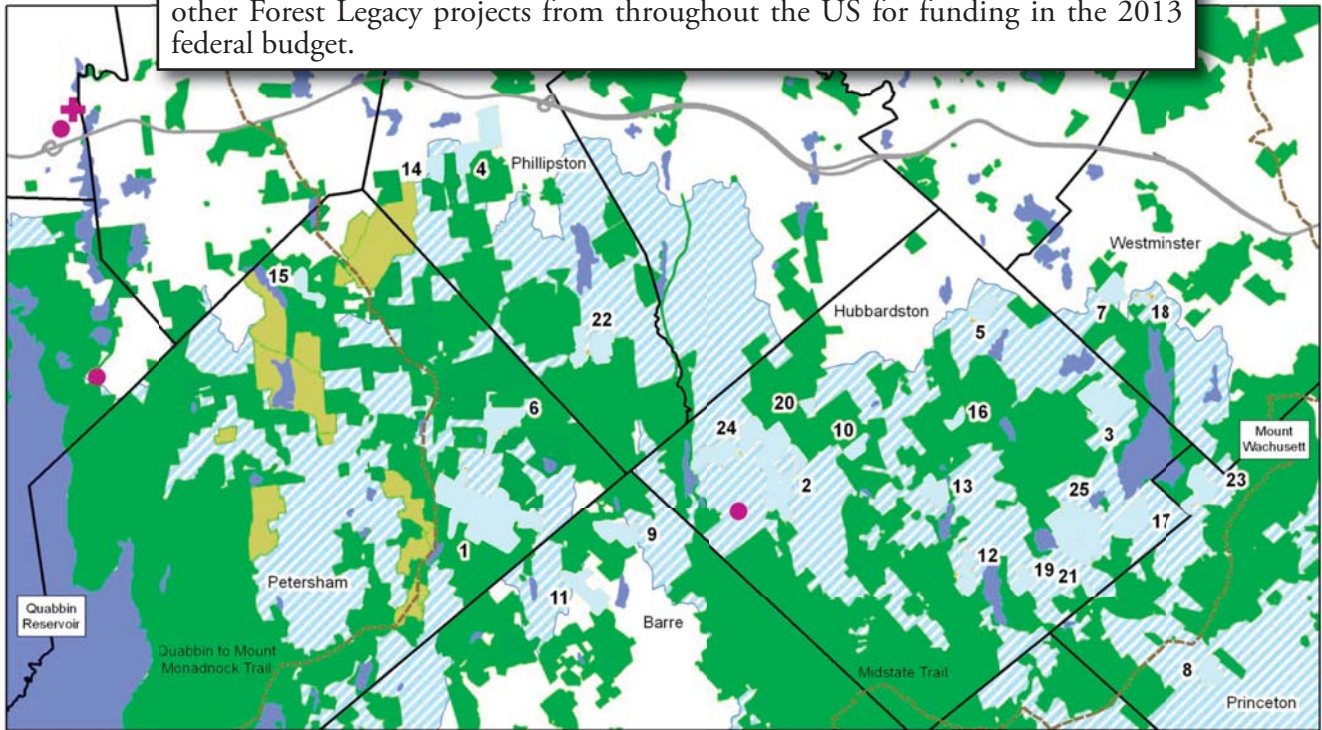 other Forest Legacy projects from throughout the US for funding in the 2013
federal budget.
14
4
Phillipston
15
Westminster
Hubbardston
7
18
22
5
6
20
16
24
10
3
Mount
Wachusett
2
13
25
23
9
17
1
12
Petersham
19
21
11
Quabbin
Reservoir
Barre
Quabbin to Mount
Monadnock Trail
Midstate Trail
8
Princeton